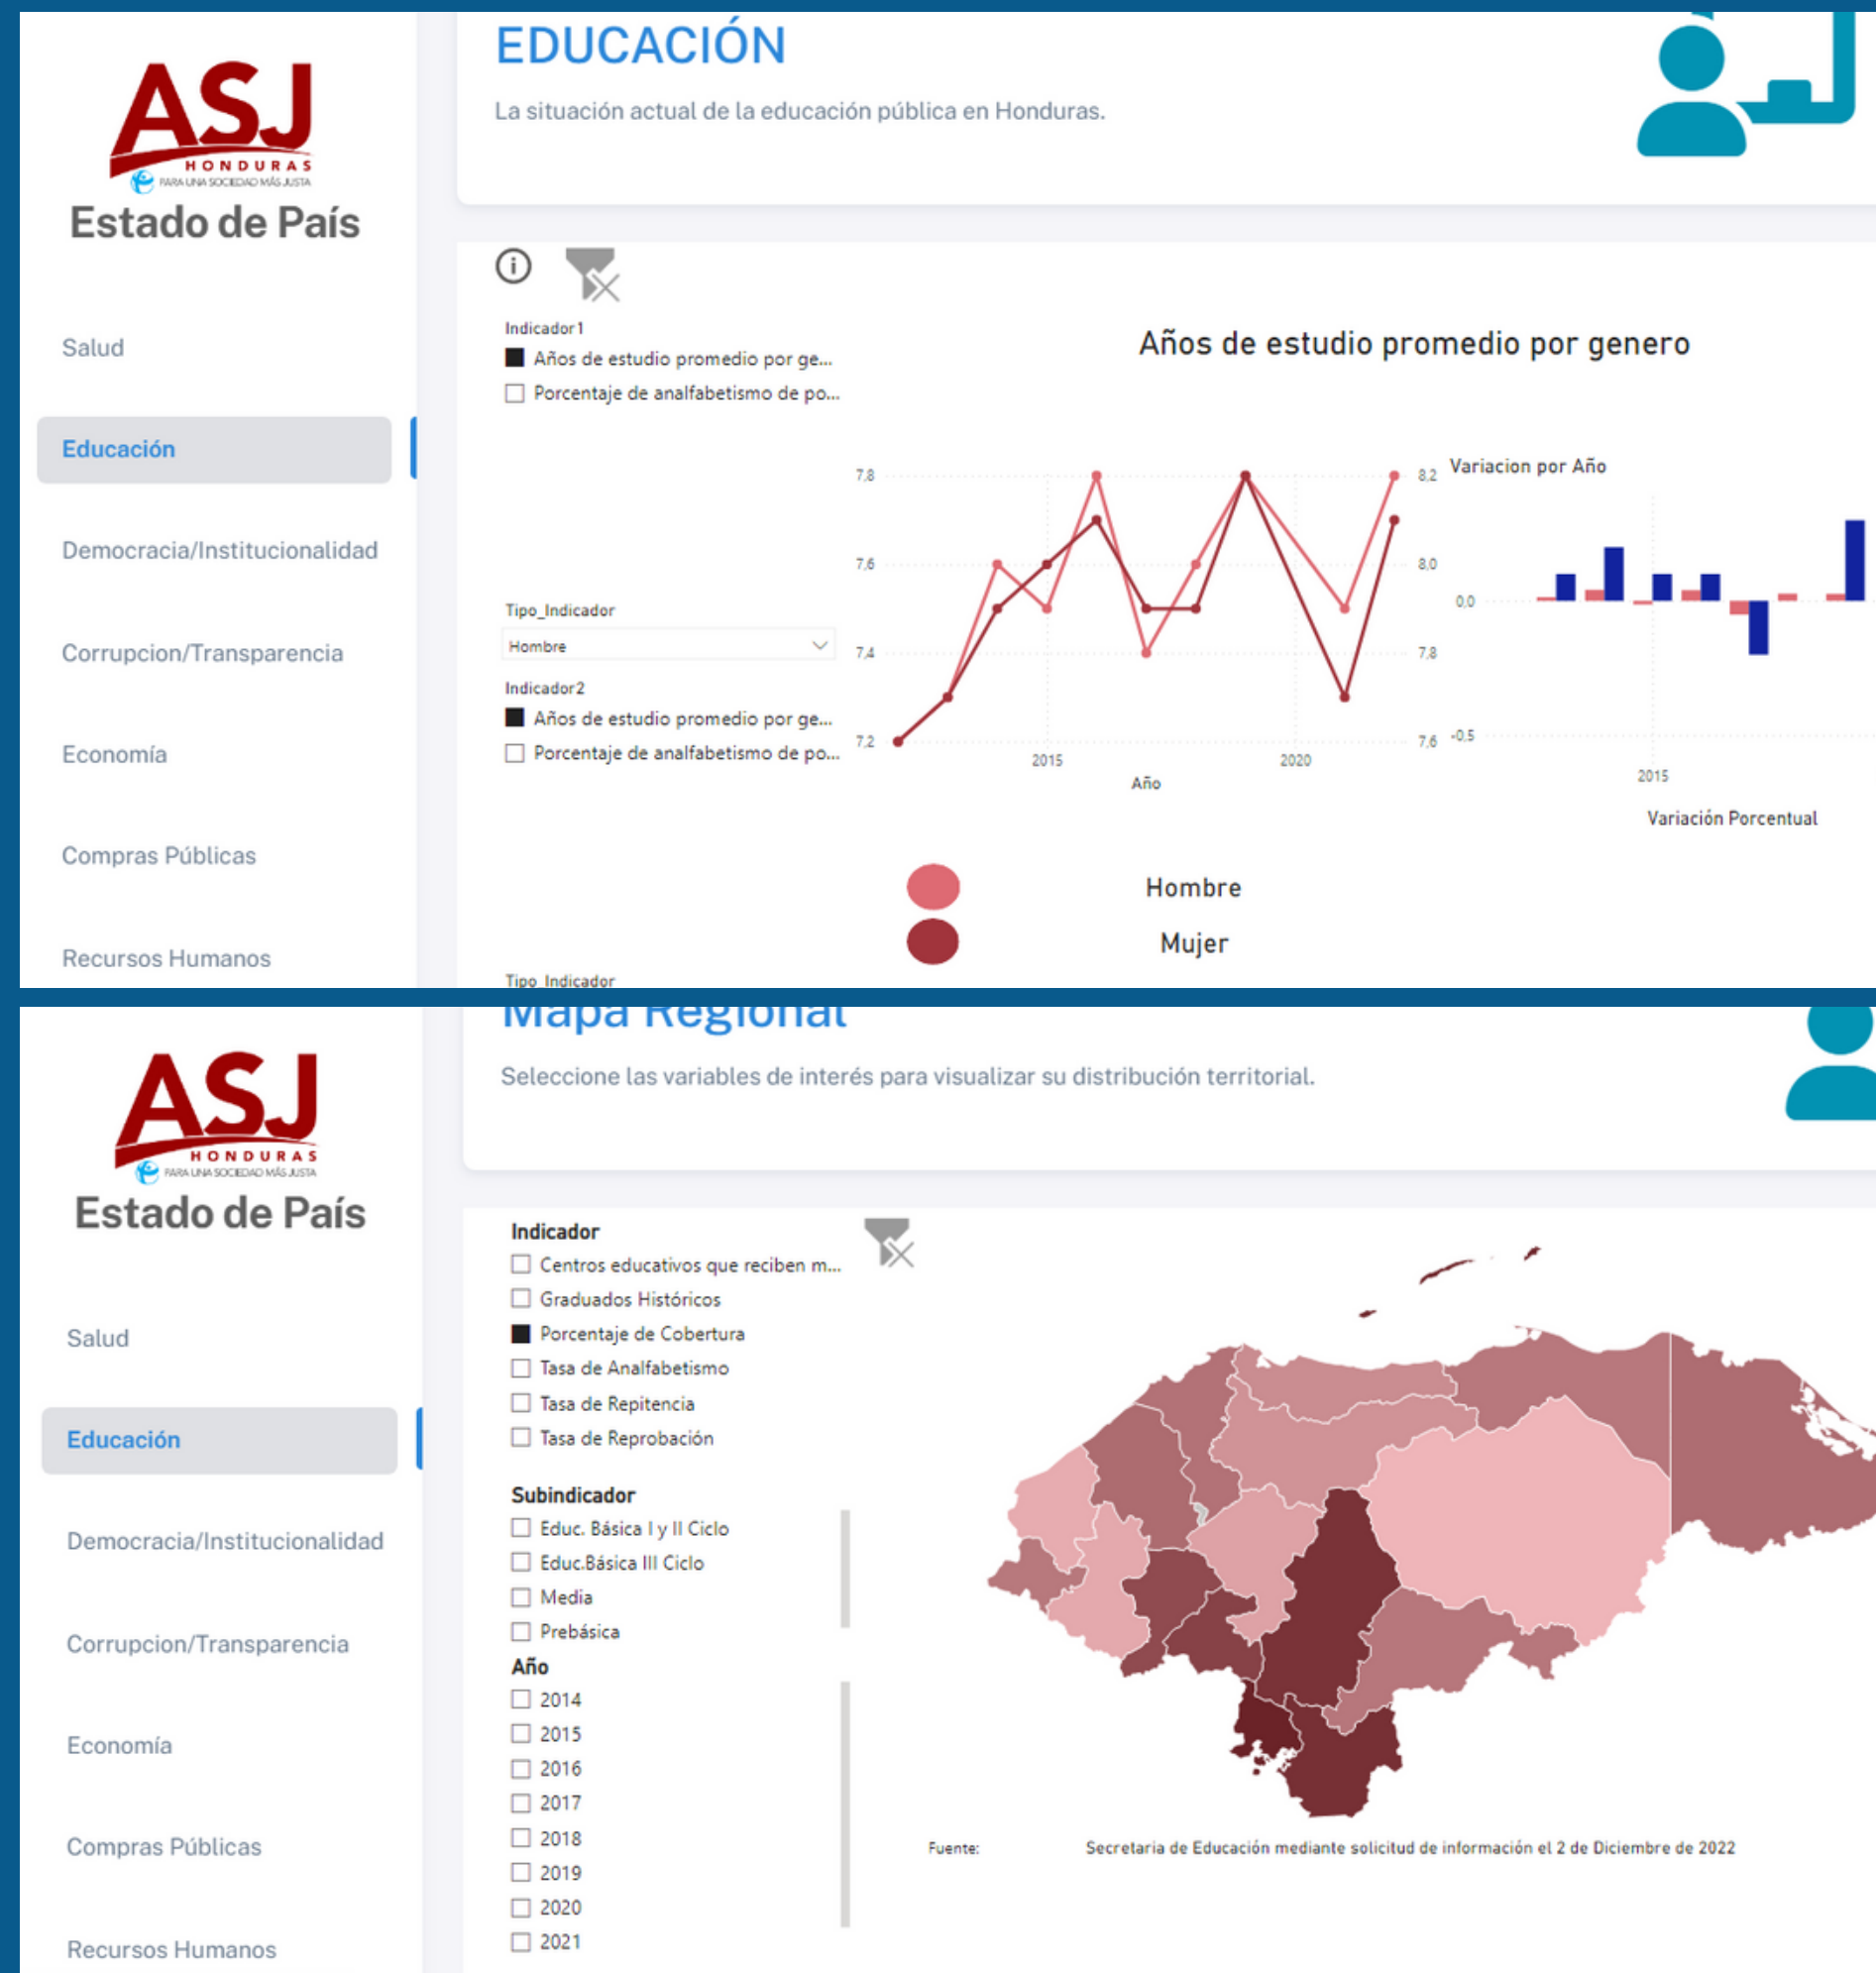 ASJ
HONDURAS
PARA UNA SOCIEDAD MÁS JUSTA
Estado de País
Salud
Educación
Democracia/Institucionalidad
Corrupcion/Transparencia
Economía
Compras Públicas
Recursos Humanos
EDUCACIÓN
La situación actual de la educación pública en Honduras.
Indicador1
Años de estudio promedio por ge...
Porcentaje de analfabetismo de po...
Tipo_Indicador
Hombre
Indicador2
Años de estudio promedio por ge...
Porcentaje de analfabetismo de po...
Tipo_Indicador
Años de estudio promedio por genero
7,8
7,6
7,4
7,2
8,2
8,0
7,8
7,6
2015
2020
Año
Variacion por Año
0,0
-0,5
2015
Variación Porcentual
Hombre
Mujer
ASJ
HONDURAS
PARA UNA SOCIEDAD MÁS JUSTA
Estado de País
Salud
Educación
Democracia/Institucionalidad
Corrupcion/Transparencia
Economía
Compras Públicas
Recursos Humanos
Mapa Regional
Seleccione las variables de interés para visualizar su distribución territorial.
Indicador
Centros educativos que reciben m...
Graduados Históricos
Porcentaje de Cobertura
Tasa de Analfabetismo
Tasa de Repitencia
Tasa de Reprobación
Subindicador
Educ. Básica I y II Ciclo
Educ.Básica III Ciclo
Media
Prebásica
Año
2014
2015
2016
2017
2018
2019
2020
2021
Fuente: Secretaria de Educación mediante solicitud de información el 2 de Diciembre de 2022